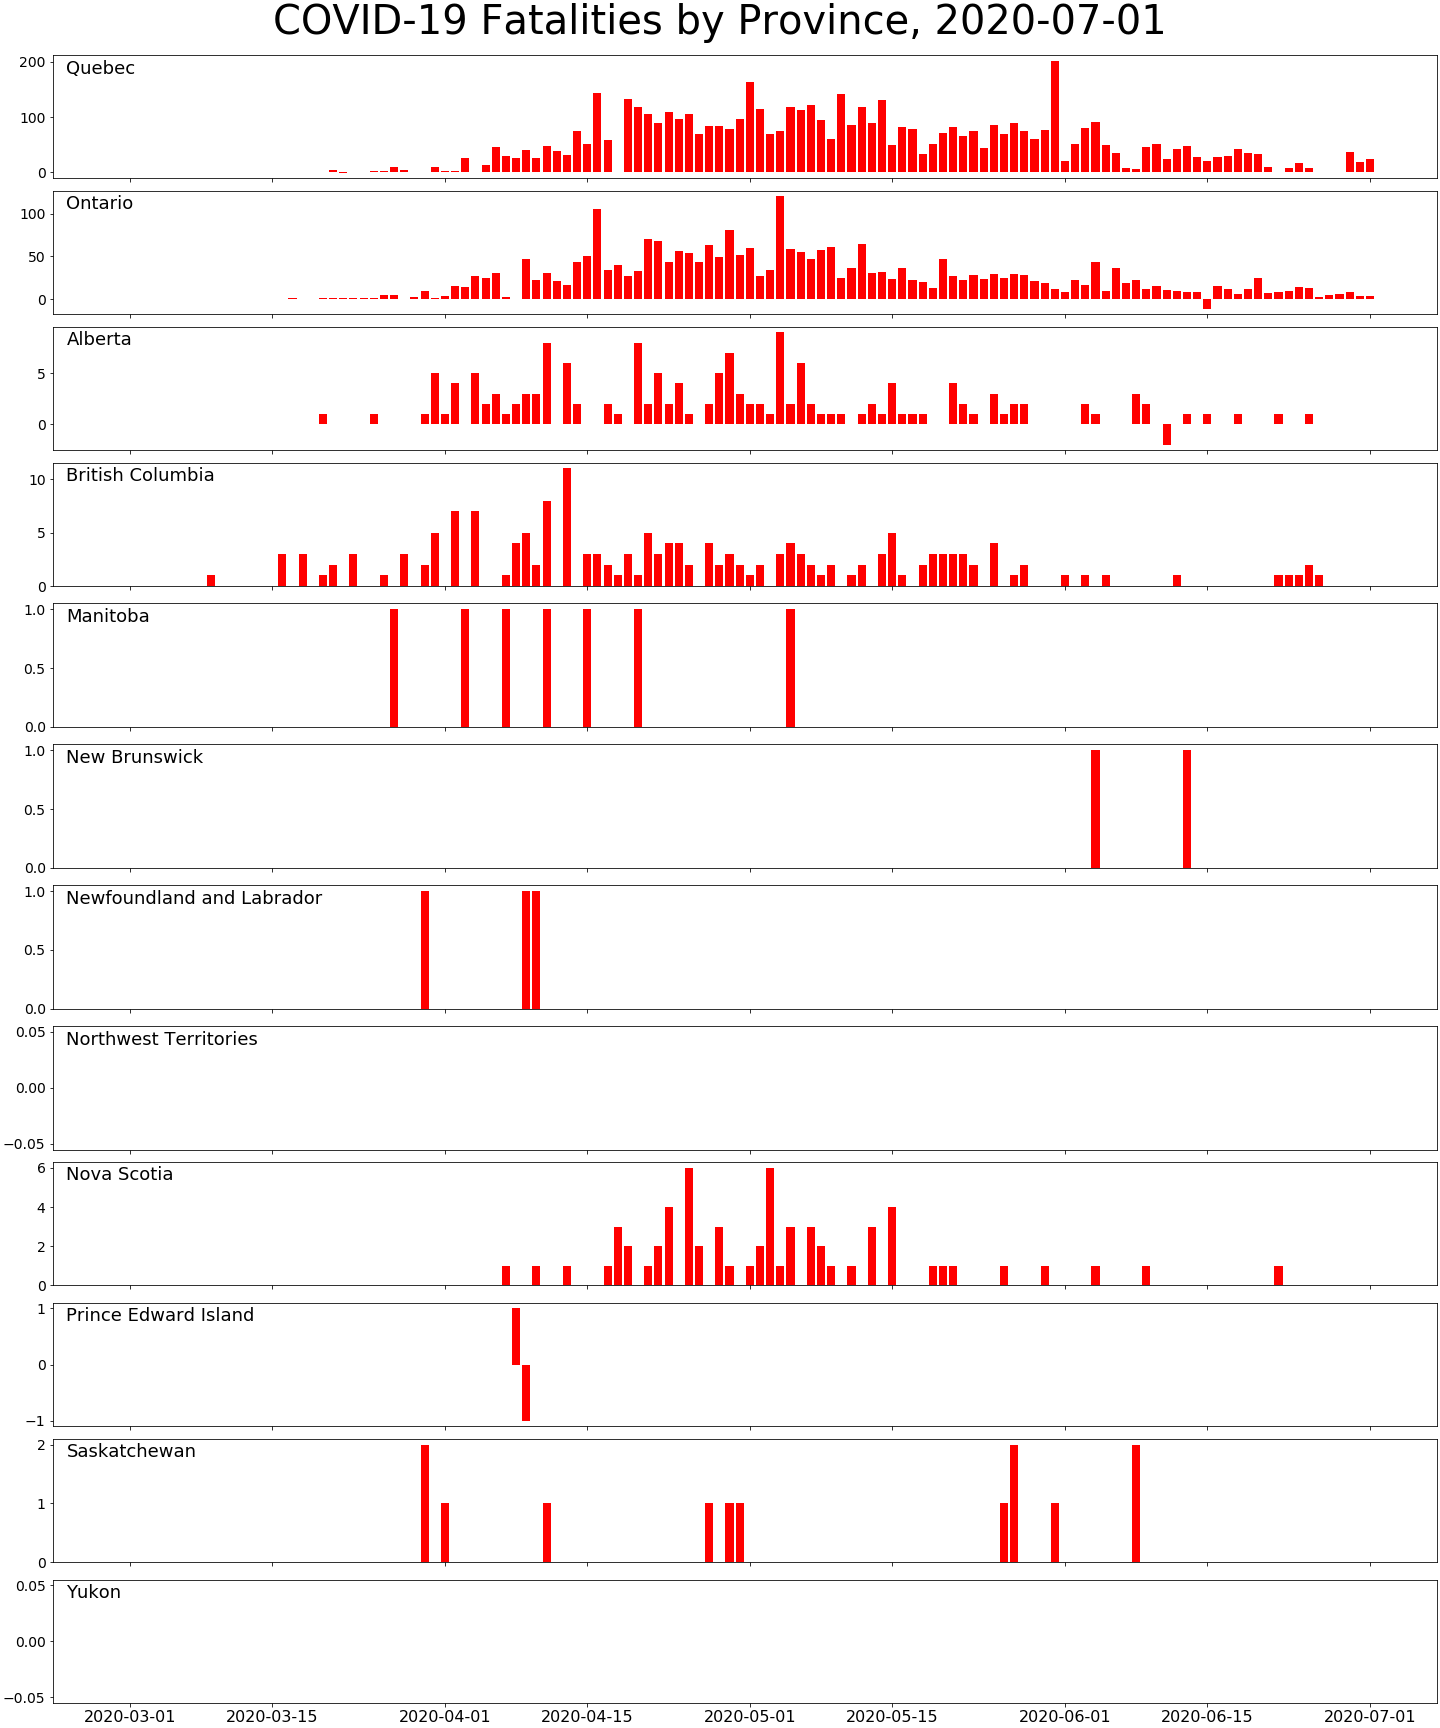 COVID-19 Fatalities by Province, 2020-07-01
200
Quebec
100
0
Ontario
100
50
0
Alberta
5
0
British Columbia
10
5
0
1.0
Manitoba
0.5
0.0
1.0
New Brunswick
0.5
0.0
1.0
Newfoundland and Labrador
0.5
0.0
0.05
Northwest Territories
0.00
−0.05
6
Nova Scotia
4
2
0
1
Prince Edward Island
0
−1
2
Saskatchewan
1
0
0.05
Yukon
0.00
−0.05
2020-03-01 2020-03-15 2020-04-01 2020-04-15 2020-05-01 2020-05-15 2020-06-01 2020-06-15 2020-07-01